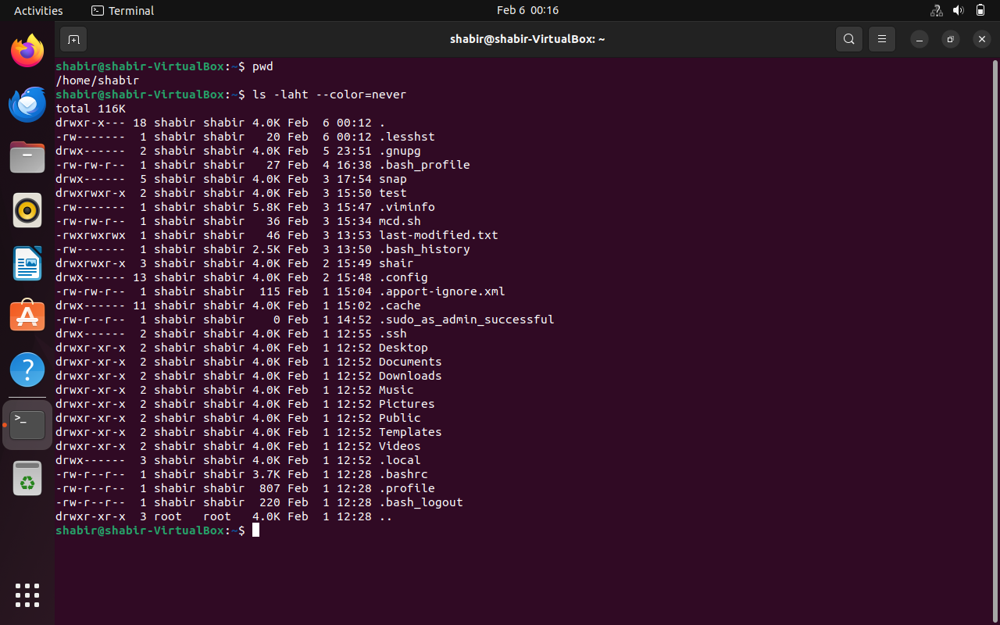 Activities Terminal Feb 6 00:16
shabir@shabir-VirtualBox: ~
shabir@shabir-VirtualBox:~$ pwd
/home/shabir
shabir@shabir-VirtualBox:~$ ls -laht --color=never
total 116K
drwxr-x--- 18 shabir shabir 4.0K Feb  6 00:12 .
-rw-------  1 shabir shabir   20 Feb  6 00:12 .lesshst
drwx------  2 shabir shabir 4.0K Feb  5 23:51 .gnupg
-rw-rw-r--  1 shabir shabir   27 Feb  4 16:38 .bash_profile
drwx------  5 shabir shabir 4.0K Feb  3 17:54 snap
drwxrwxr-x  2 shabir shabir 4.0K Feb  3 15:50 test
-rw-------  1 shabir shabir 5.8K Feb  3 15:47 .viminfo
-rw-rw-r--  1 shabir shabir   36 Feb  3 15:34 mcd.sh
-rwxrwxrwx  1 shabir shabir   46 Feb  3 13:53 last-modified.txt
-rw-------  1 shabir shabir 2.5K Feb  3 13:50 .bash_history
drwxrwxr-x  3 shabir shabir 4.0K Feb  2 15:49 shair
drwx------ 13 shabir shabir 4.0K Feb  2 15:48 .config
-rw-rw-r--  1 shabir shabir  115 Feb  1 15:04 .apport-ignore.xml
drwx------ 11 shabir shabir 4.0K Feb  1 15:02 .cache
-rw-r--r--  1 shabir shabir    0 Feb  1 14:52 .sudo_as_admin_successful
drwx------  2 shabir shabir 4.0K Feb  1 12:55 .ssh
drwxr-xr-x  2 shabir shabir 4.0K Feb  1 12:52 Desktop
drwxr-xr-x  2 shabir shabir 4.0K Feb  1 12:52 Documents
drwxr-xr-x  2 shabir shabir 4.0K Feb  1 12:52 Downloads
drwxr-xr-x  2 shabir shabir 4.0K Feb  1 12:52 Music
drwxr-xr-x  2 shabir shabir 4.0K Feb  1 12:52 Pictures
drwxr-xr-x  2 shabir shabir 4.0K Feb  1 12:52 Public
drwxr-xr-x  2 shabir shabir 4.0K Feb  1 12:52 Templates
drwxr-xr-x  2 shabir shabir 4.0K Feb  1 12:52 Videos
drwx------  3 shabir shabir 4.0K Feb  1 12:52 .local
-rw-r--r--  1 shabir shabir 3.7K Feb  1 12:28 .bashrc
-rw-r--r--  1 shabir shabir  807 Feb  1 12:28 .profile
-rw-r--r--  1 shabir shabir  220 Feb  1 12:28 .bash_logout
drwxr-xr-x  3 root   root   4.0K Feb  1 12:28 ..
shabir@shabir-VirtualBox:~$